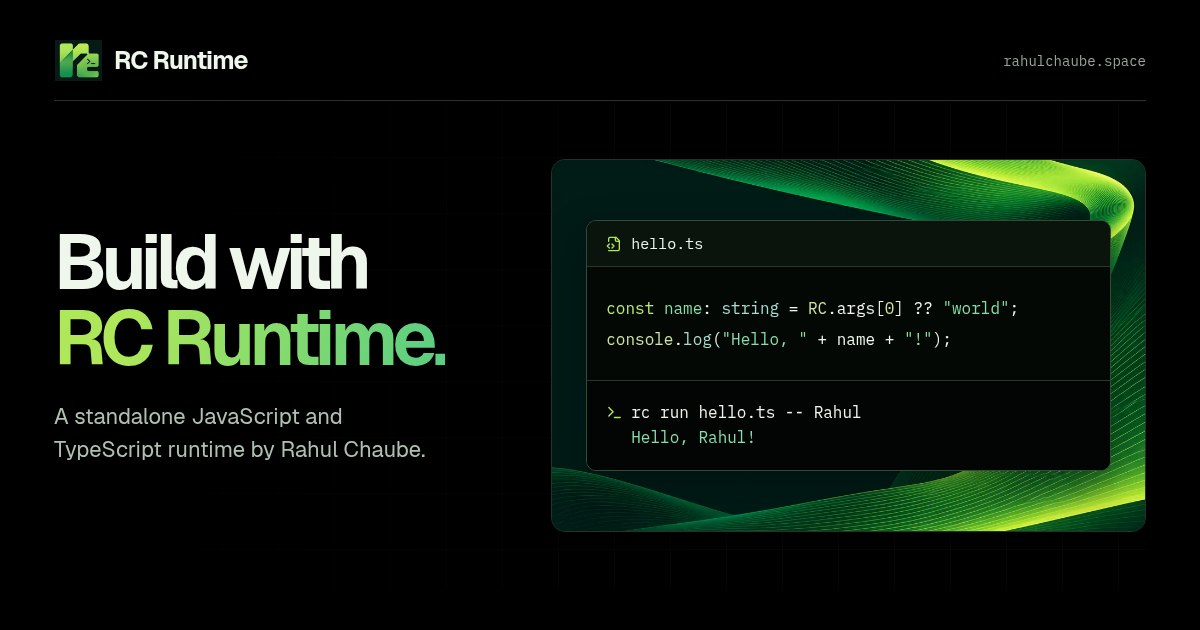 RC Runtime
rahulchaube.space
Build with
RC Runtime.
A standalone JavaScript and
TypeScript runtime by Rahul Chaube.
hello.ts
const name: string = RC.args[0] ?? "world";
console.log("Hello, " + name + "!");
rc run hello.ts -- Rahul
Hello, Rahul!